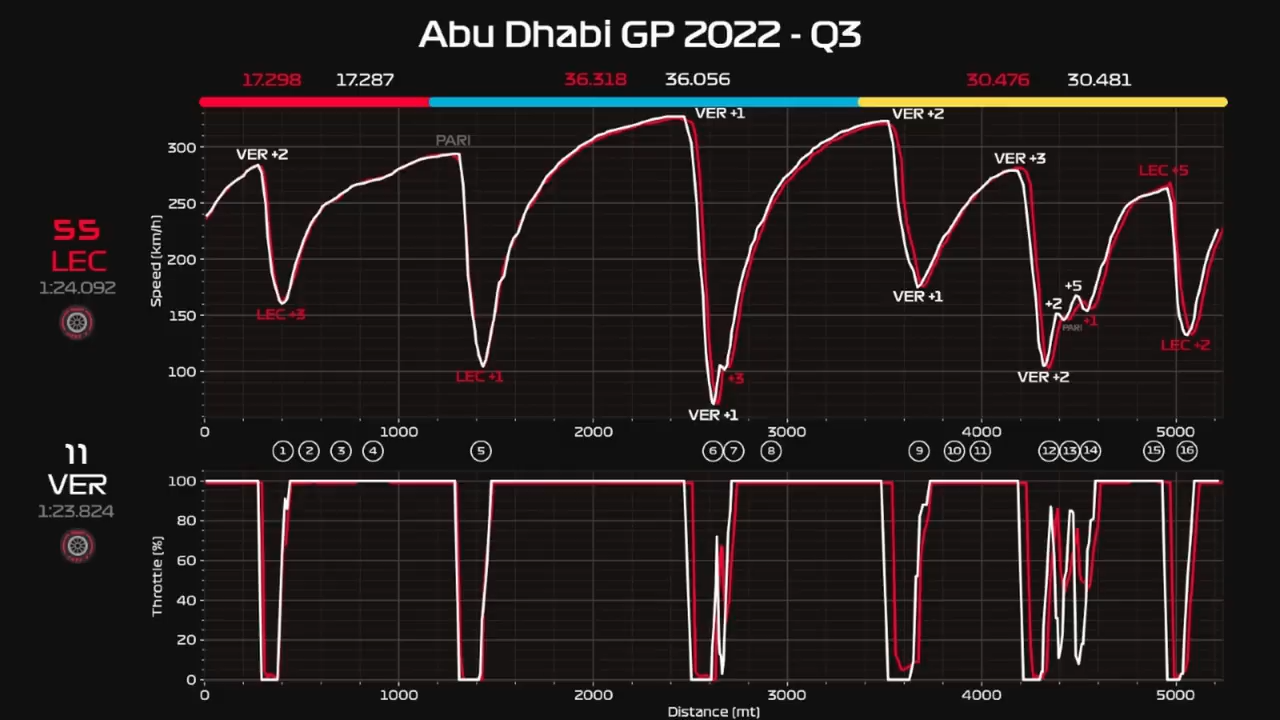 Abu Dhabi GP 2022 - Q3
17.298 17.287 36.318 36.056 30.476 30.481
VER +1 VER +2
PARI
300 VER +2 VER +3
LEC +5
250
55
LEC
1:24.092
Speed (km/h)
200
VER +1 +2 +5
150 LEC +3 PARI +1
LEC +2
100 LEC +1 +3 VER +2
VER +1
0 1000 2000 3000 4000 5000
1 2 3 4 5 6 7 8 9 10 11 12 13 14 15 16
11
VER
1:23.824
Throttle (%)
100
80
60
40
20
0
0 1000 2000 3000 4000 5000
Distance (mt)